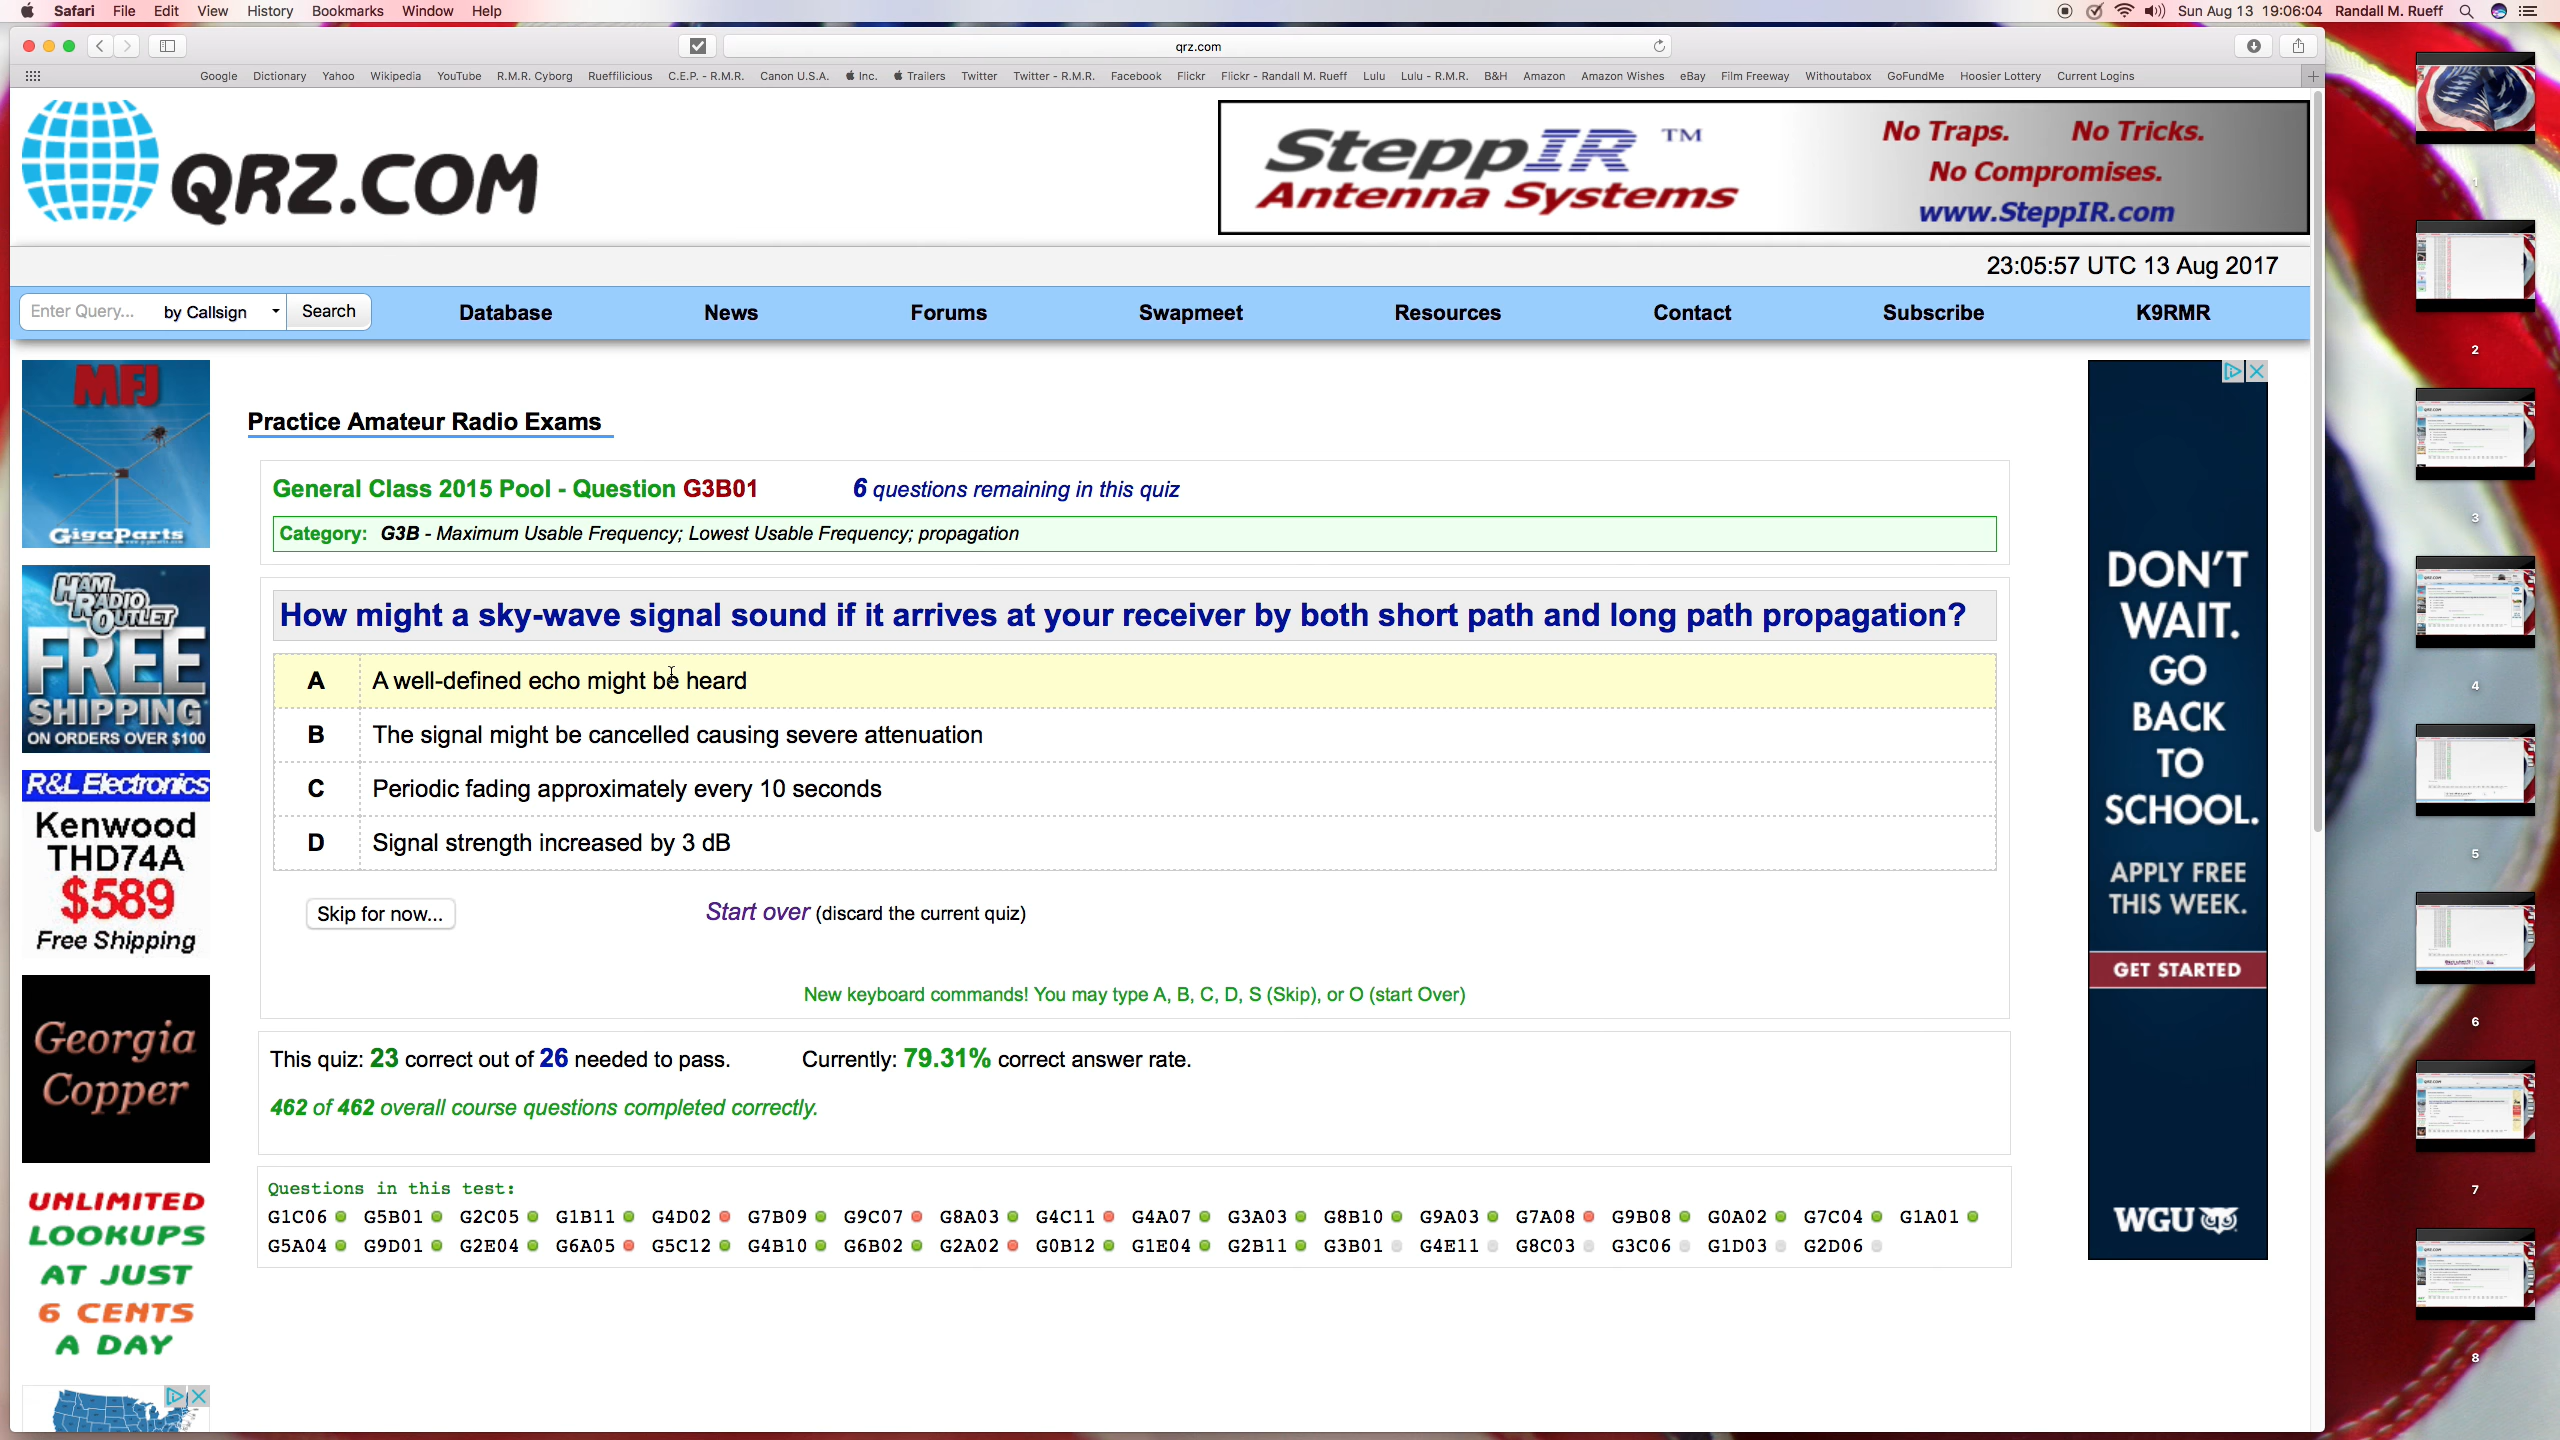 Safari File Edit View History Bookmarks Window Help
Sun Aug 13 19:06:04 Randall M. Rueff
qrz.com
Google Dictionary Yahoo Wikipedia YouTube R.M.R. Cyborg Rueffilicious C.E.P. - R.M.R. Canon U.S.A. Inc. Trailers Twitter Twitter - R.M.R. Facebook Flickr Flickr - Randall M. Rueff Lulu Lulu - R.M.R. B&H Amazon Amazon Wishes eBay Film Freeway Withoutabox GoFundMe Hoosier Lottery Current Logins
QRZ.COM
SteppIR ™
Antenna Systems
No Traps. No Tricks.
No Compromises.
www.SteppIR.com
23:05:57 UTC 13 Aug 2017
Enter Query... by Callsign Search Database News Forums Swapmeet Resources Contact Subscribe K9RMR
MFJ
GigaParts
HAM
RADIO
OUTLET
FREE
SHIPPING
ON ORDERS OVER $100
R&L Electronics
Kenwood
THD74A
$589
Free Shipping
Georgia
Copper
UNLIMITED
LOOKUPS
AT JUST
6 CENTS
A DAY
Practice Amateur Radio Exams
General Class 2015 Pool - Question G3B01 6 questions remaining in this quiz
Category: G3B - Maximum Usable Frequency; Lowest Usable Frequency; propagation
How might a sky-wave signal sound if it arrives at your receiver by both short path and long path propagation?
A A well-defined echo might be heard
B The signal might be cancelled causing severe attenuation
C Periodic fading approximately every 10 seconds
D Signal strength increased by 3 dB
Skip for now... Start over (discard the current quiz)
New keyboard commands! You may type A, B, C, D, S (Skip), or O (start Over)
This quiz: 23 correct out of 26 needed to pass. Currently: 79.31% correct answer rate.
462 of 462 overall course questions completed correctly.
Questions in this test:
G1C06 G5B01 G2C05 G1B11 G4D02 G7B09 G9C07 G8A03 G4C11 G4A07 G3A03 G8B10 G9A03 G7A08 G9B08 G0A02 G7C04 G1A01
G5A04 G9D01 G2E04 G6A05 G5C12 G4B10 G6B02 G2A02 G0B12 G1E04 G2B11 G3B01 G4E11 G8C03 G3C06 G1D03 G2D06
DON'T
WAIT.
GO
BACK
TO
SCHOOL.
APPLY FREE
THIS WEEK.
GET STARTED
WGU
1
2
3
4
5
6
7
8